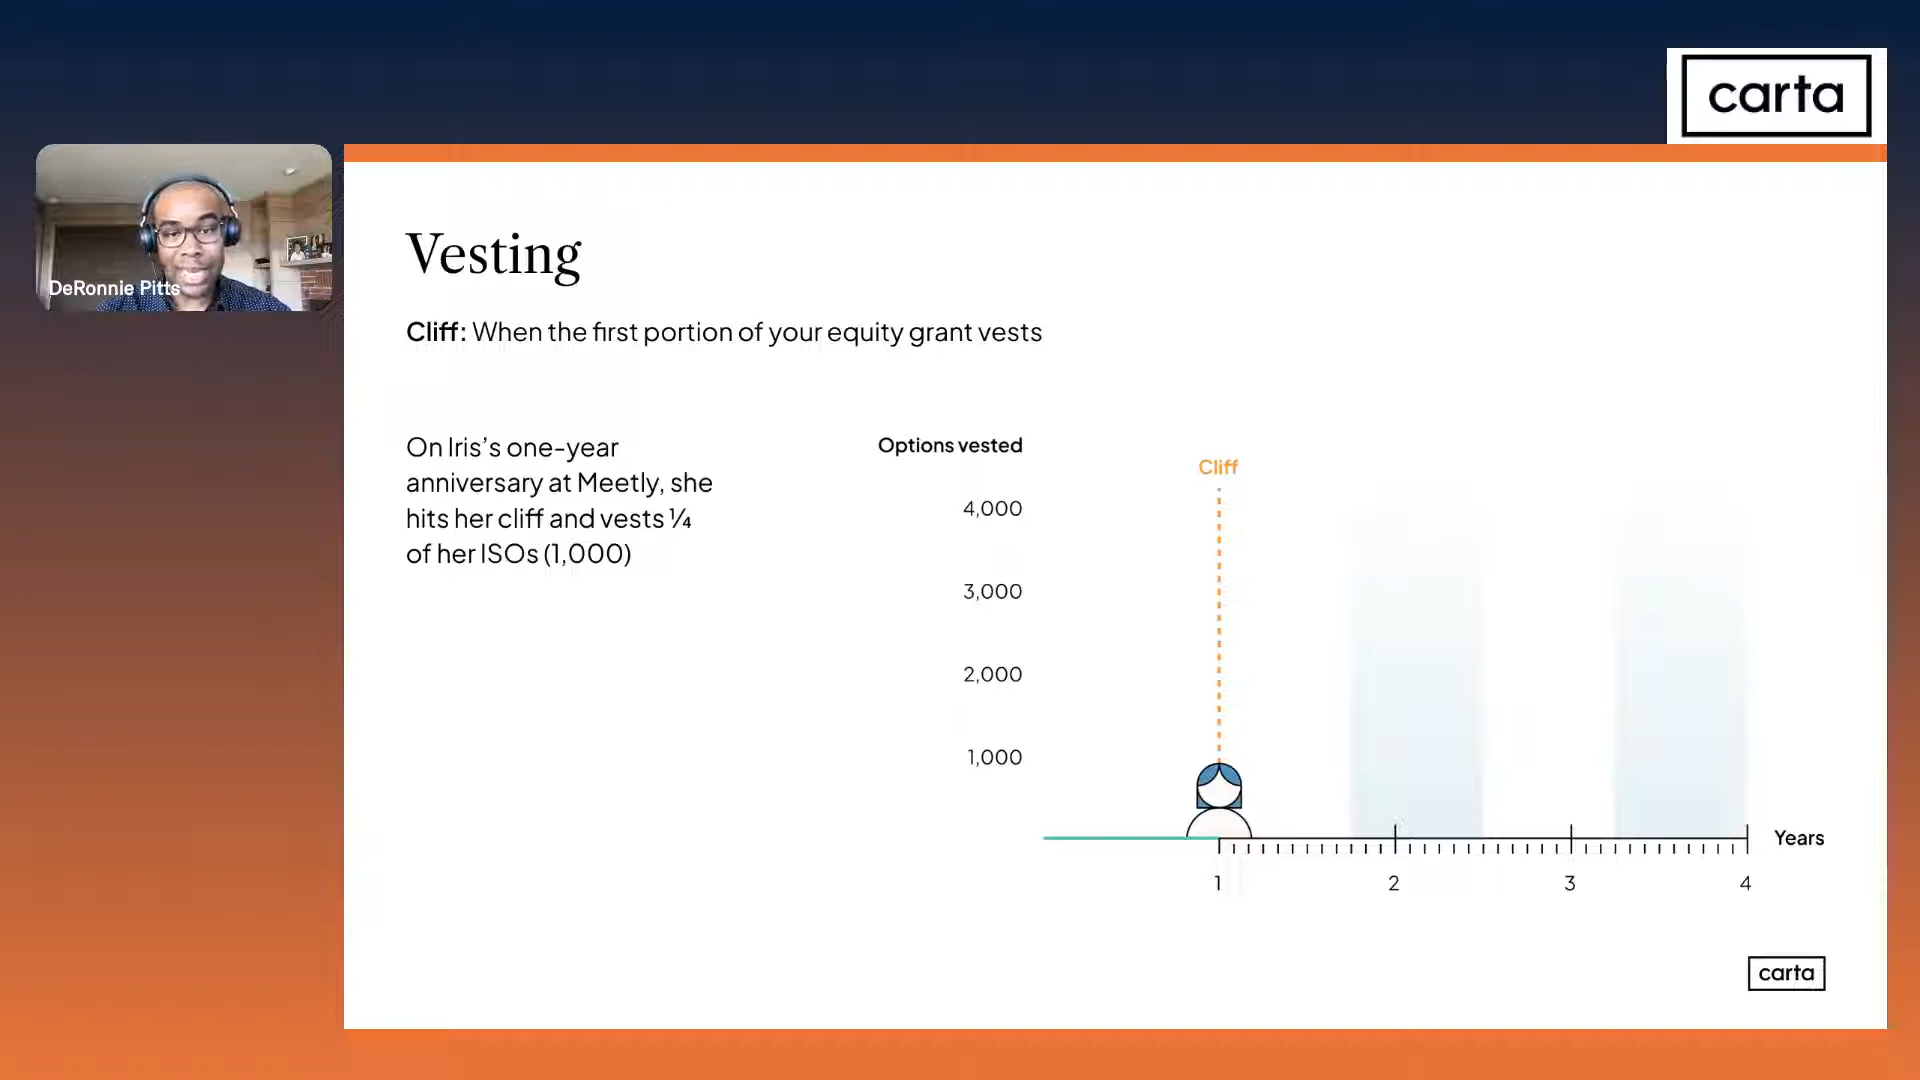 carta
DeRonnie Pitts
Vesting
Cliff: When the first portion of your equity grant vests
On Iris’s one-year
anniversary at Meetly, she
hits her cliff and vests ¼
of her ISOs (1,000)
Options vested
Cliff
4,000
3,000
2,000
1,000
Years
1 2 3 4
carta